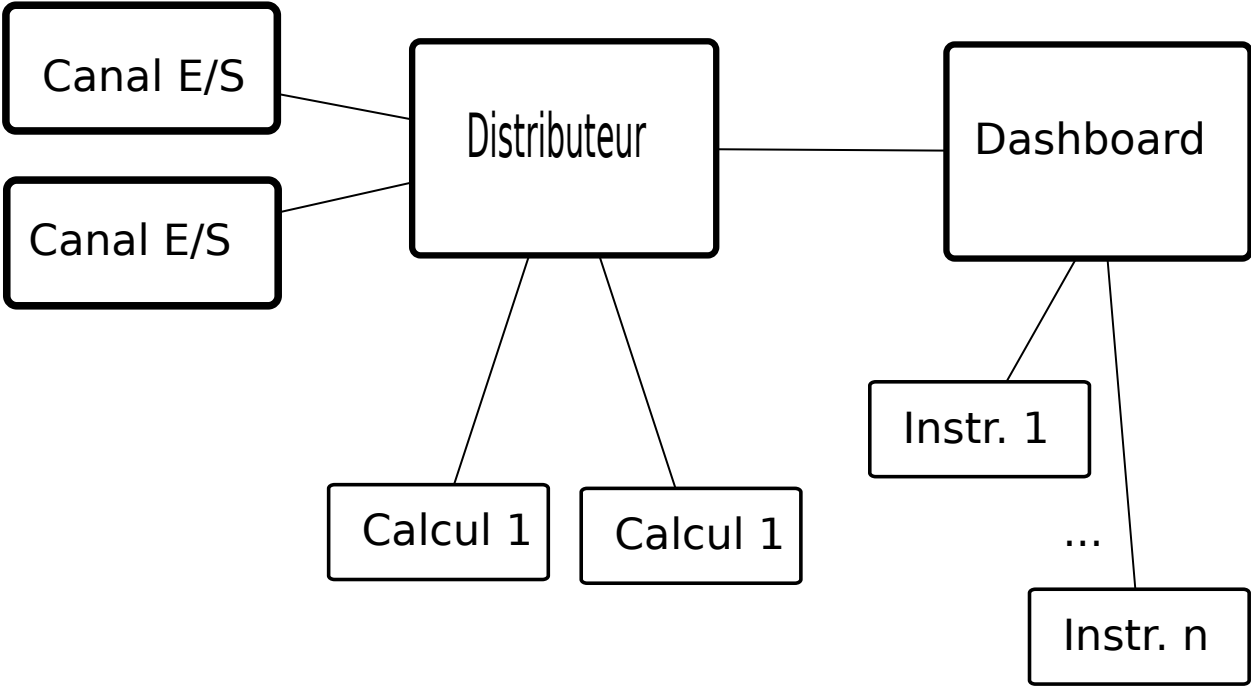 Canal E/S
Canal E/S
Distributeur
Dashboard
Calcul 1
Calcul 1
Instr. 1
...
Instr. n